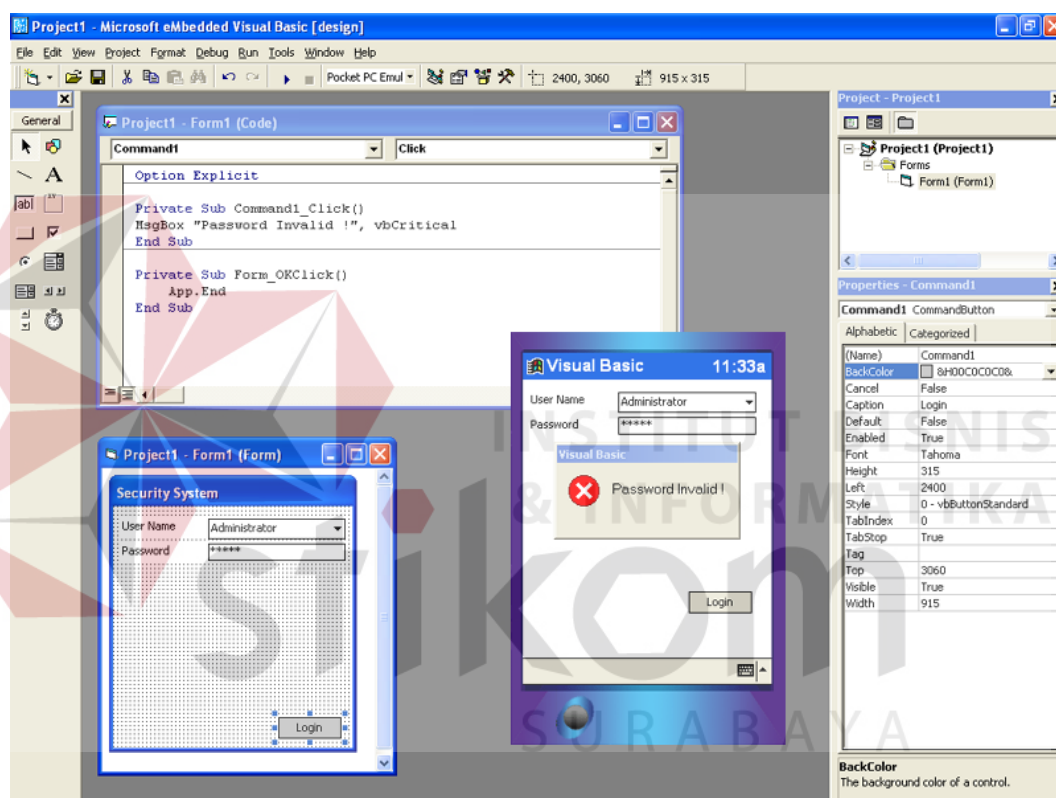 Project1 - Microsoft eMbedded Visual Basic [design]
File Edit View Project Format Debug Run Tools Window Help
Pocket PC Emul 2400, 3060 915 x 315
General
A
ab|
xy
Project1 - Form1 (Code)
Command1 Click
Option Explicit
Private Sub Command1_Click()
MsgBox "Password Invalid !", vbCritical
End Sub
Private Sub Form_OKClick()
App.End
End Sub
Project1 - Form1 (Form)
Security System
User Name Administrator
Password *****
Login
Visual Basic 11:33a
User Name Administrator
Password *****
Visual Basic
Password Invalid !
Login
Project - Project1
Project1 (Project1)
Forms
Form1 (Form1)
Properties - Command1
Command1 CommandButton
Alphabetic Categorized
(Name) Command1
BackColor &H00C0C0C0&
Cancel False
Caption Login
Default False
Enabled True
Font Tahoma
Height 315
Left 2400
Style 0 - vbButtonStandard
TabIndex 0
TabStop True
Tag
Top 3060
Visible True
Width 915
BackColor
The background color of a control.
INSTITUT BISNIS
& INFORMATIKA
stikom
SURABAYA